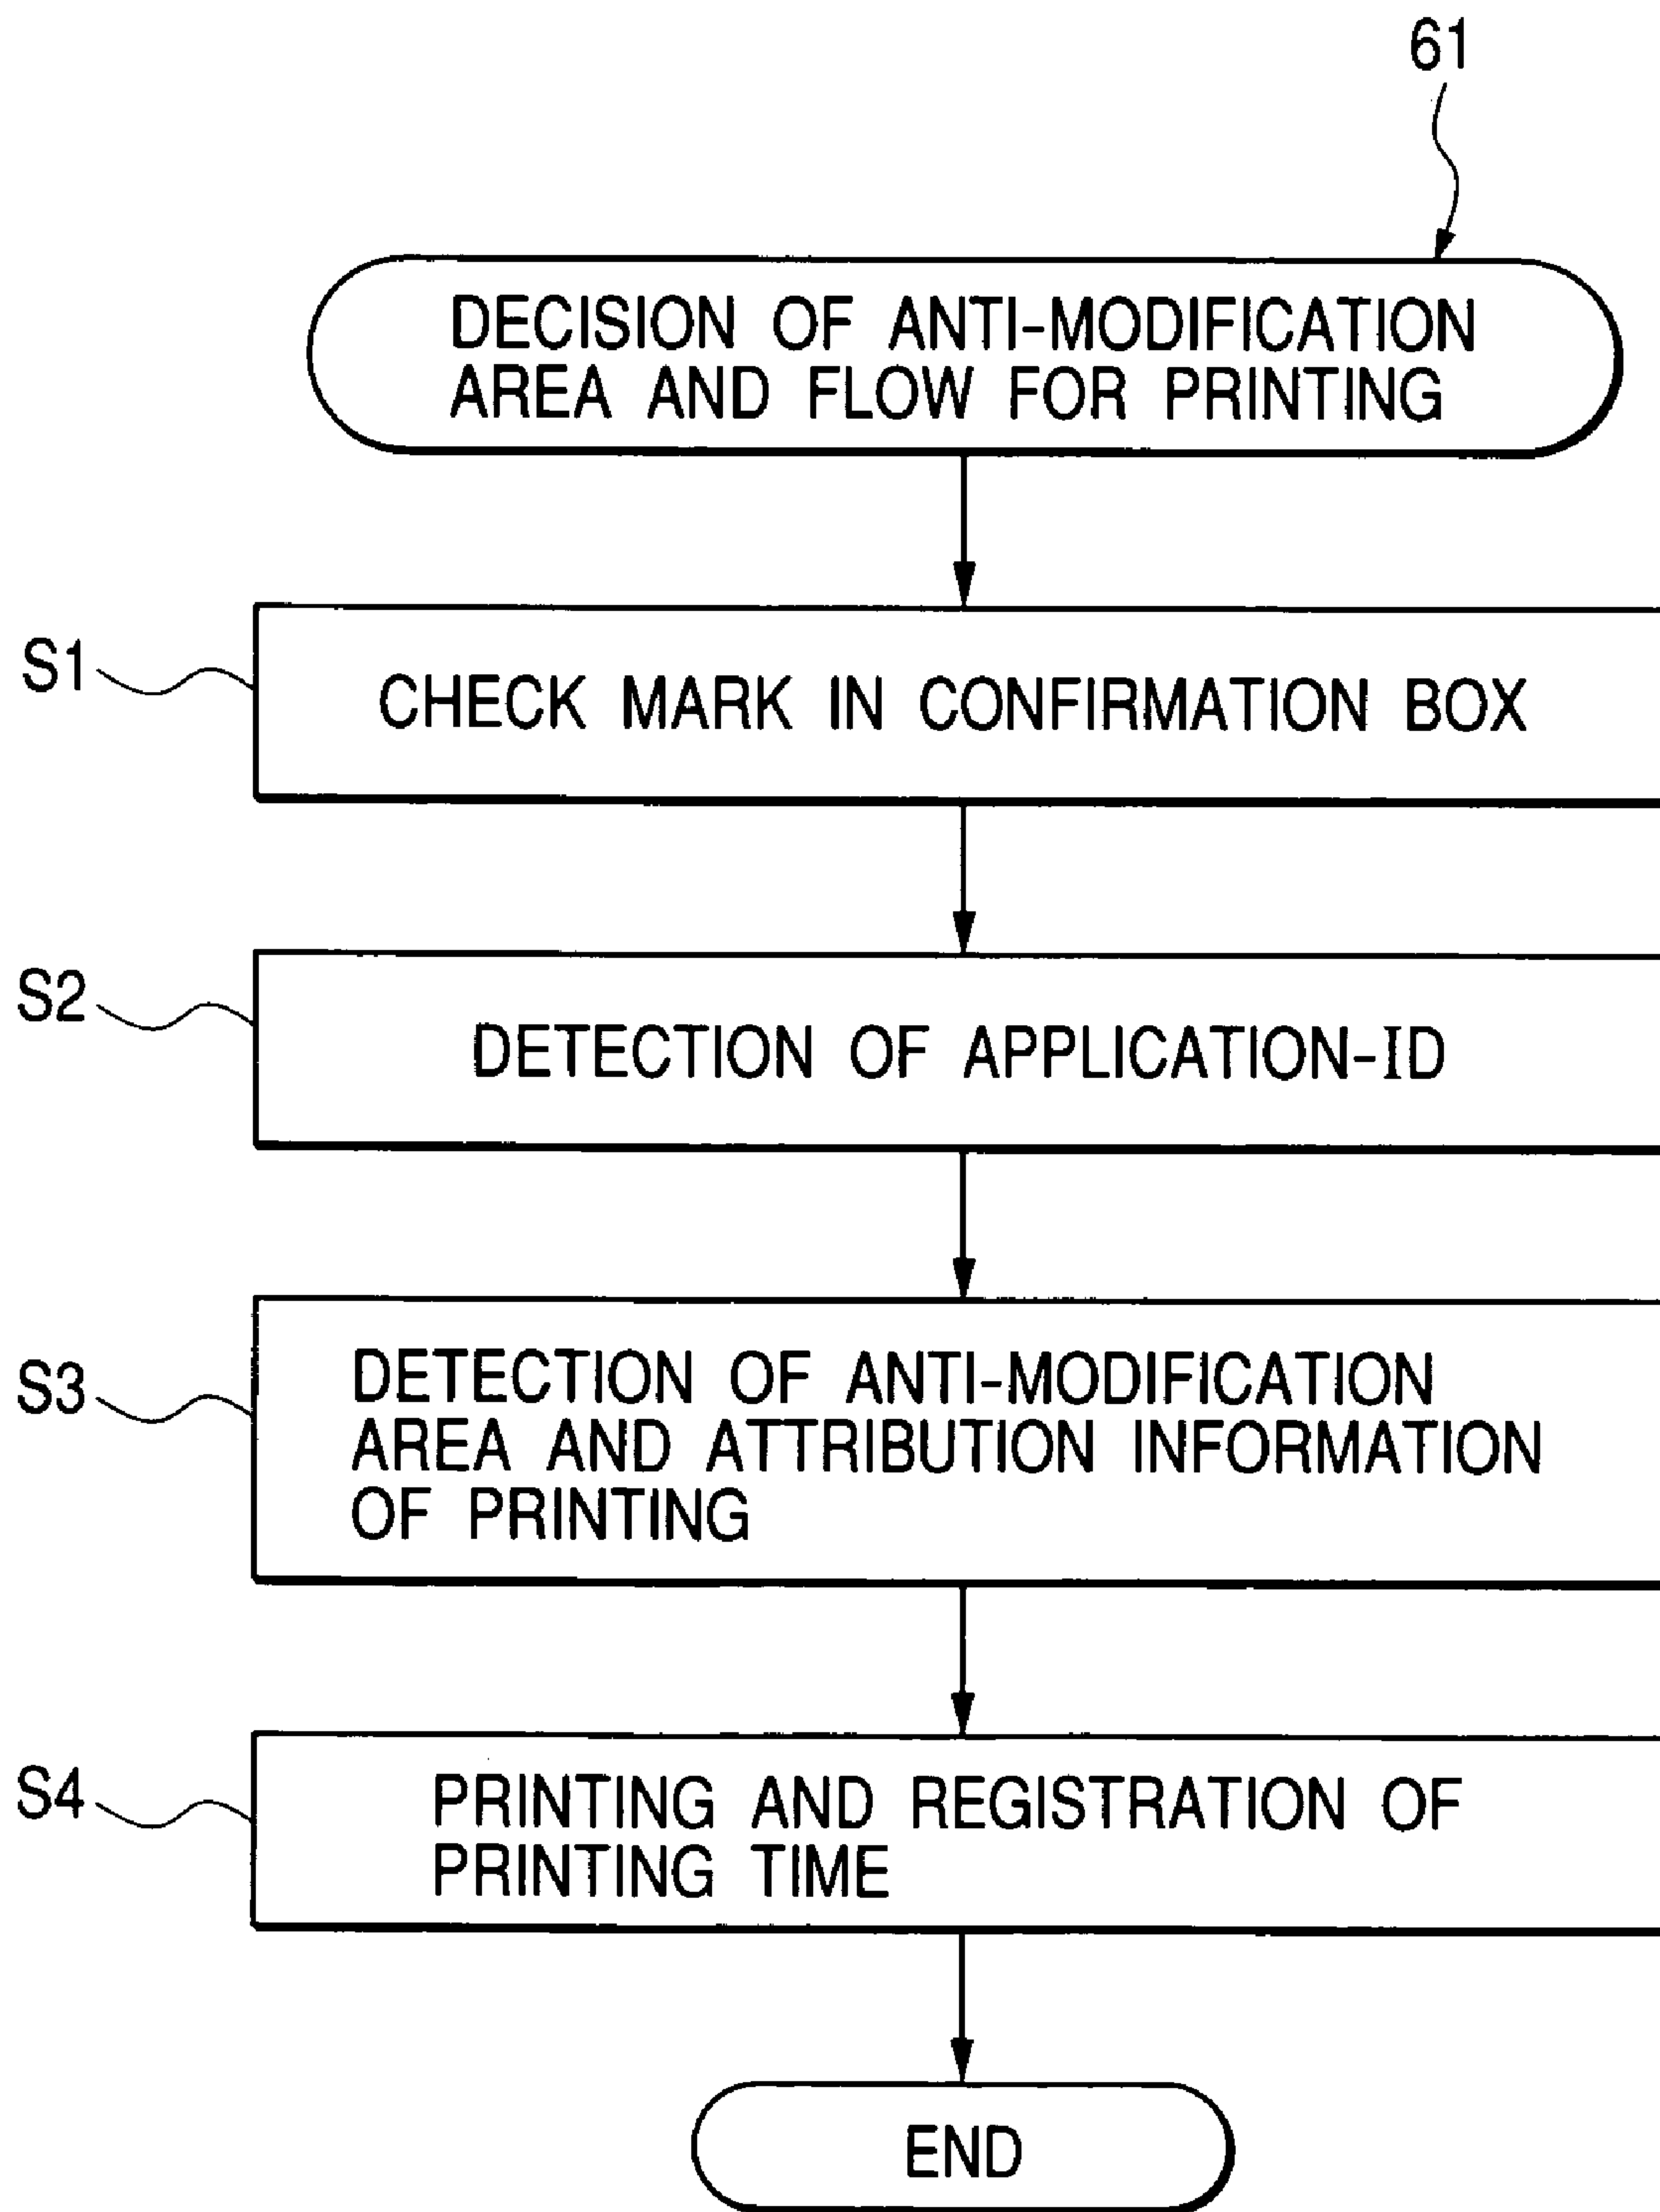 61
DECISION OF ANTI-MODIFICATION
AREA AND FLOW FOR PRINTING
S1
CHECK MARK IN CONFIRMATION BOX
S2
DETECTION OF APPLICATION-ID
S3
DETECTION OF ANTI-MODIFICATION
AREA AND ATTRIBUTION INFORMATION
OF PRINTING
S4
PRINTING AND REGISTRATION OF
PRINTING TIME
END